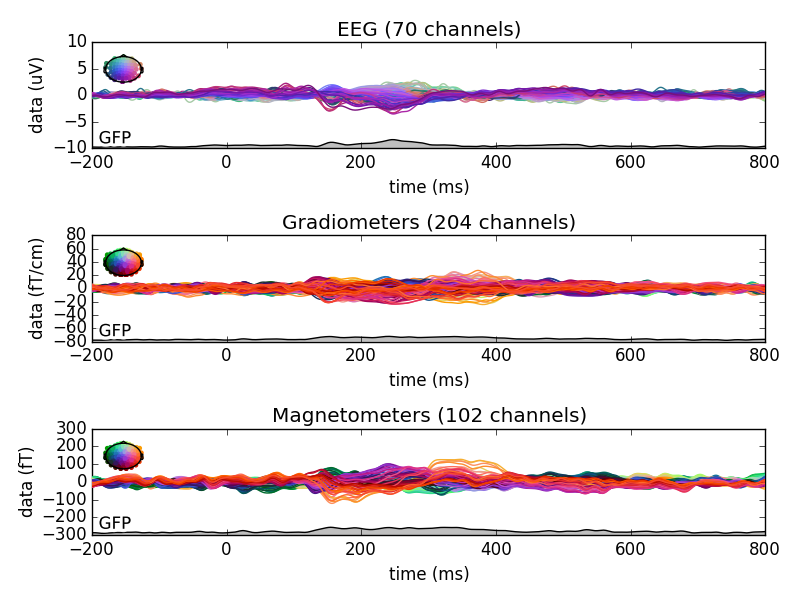 EEG (70 channels)
10
5
0
−5
−10
data (uV)
GFP
−200 0 200 400 600 800
time (ms)
Gradiometers (204 channels)
80
60
40
20
0
−20
−40
−60
−80
data (fT/cm)
GFP
−200 0 200 400 600 800
time (ms)
Magnetometers (102 channels)
300
200
100
0
−100
−200
−300
data (fT)
GFP
−200 0 200 400 600 800
time (ms)